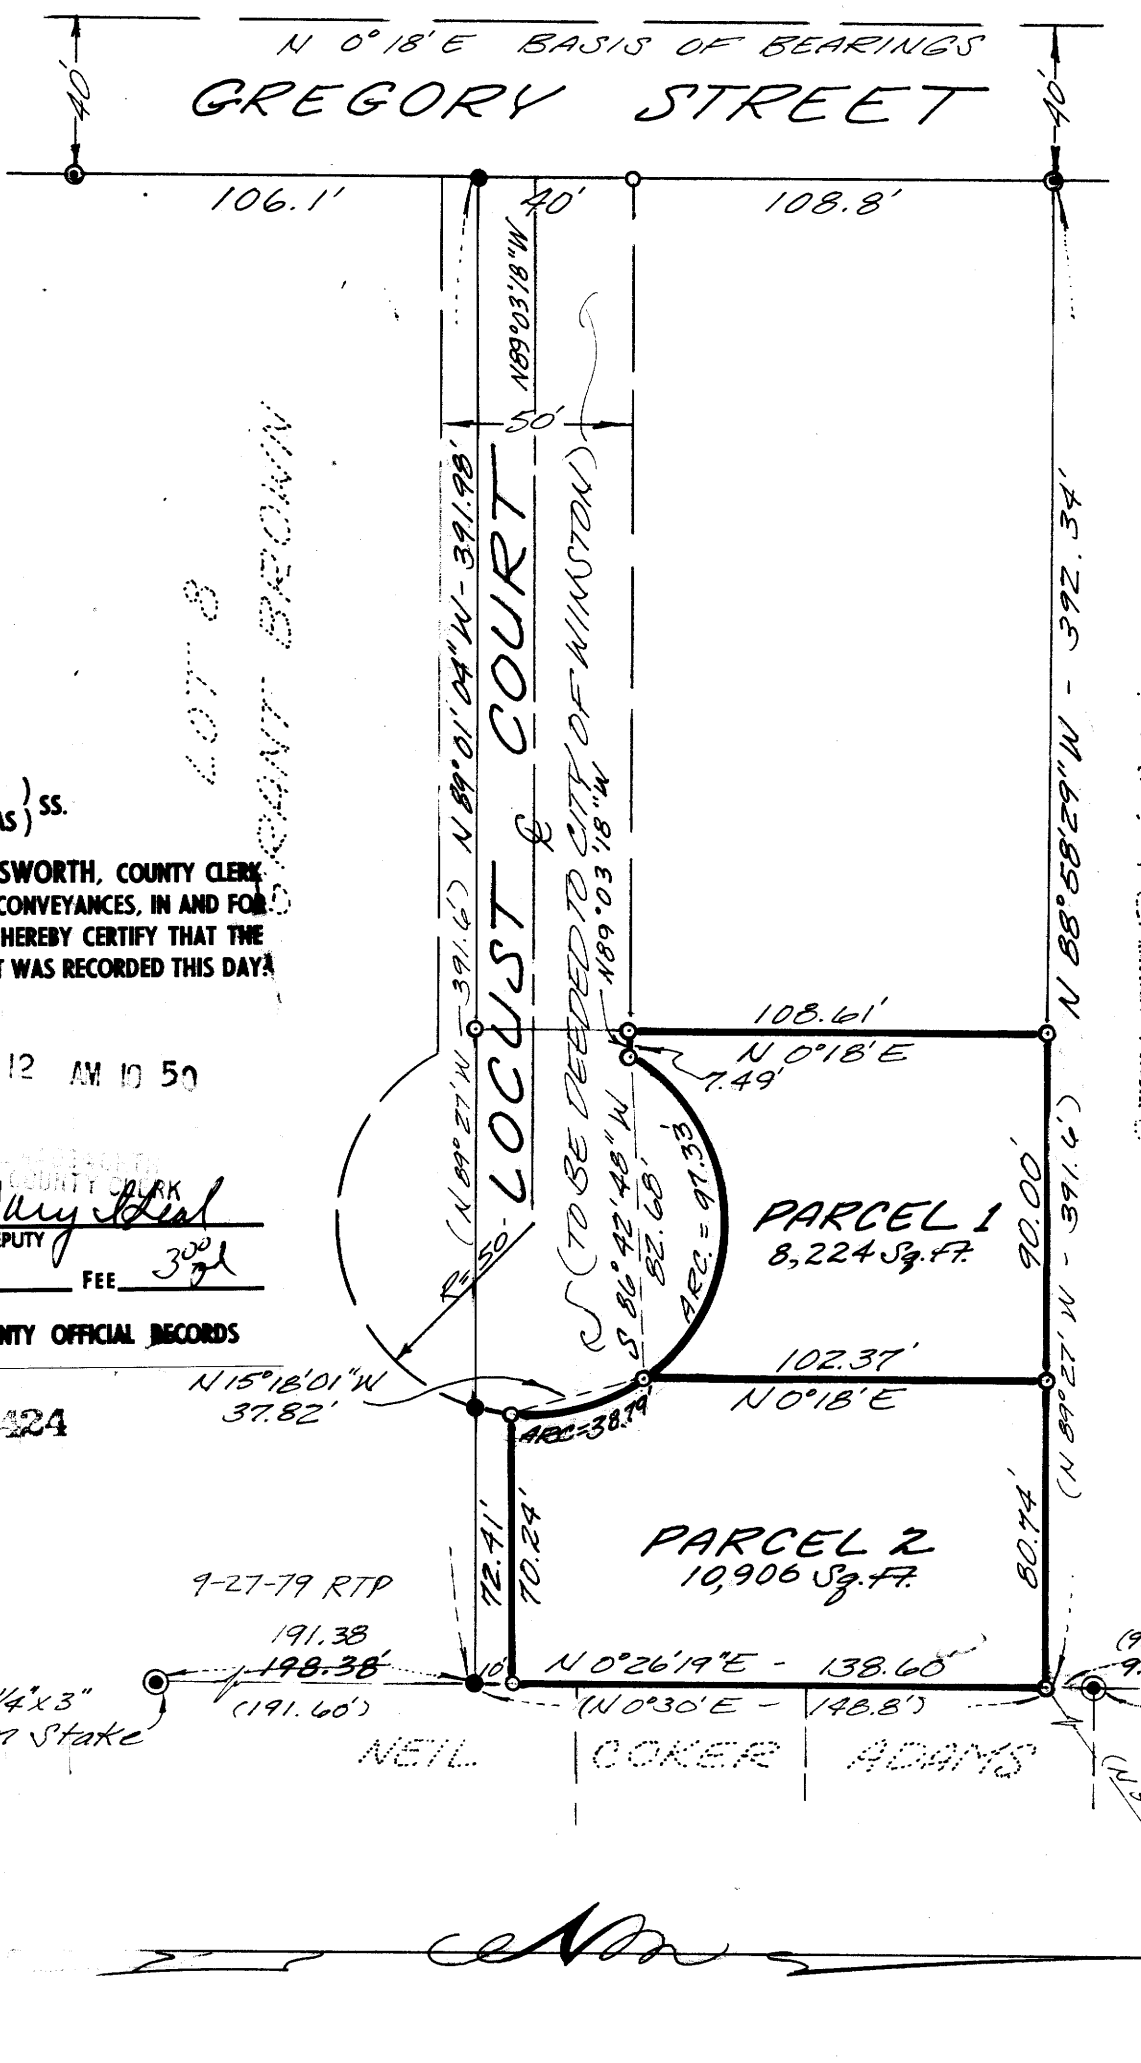 N 0°18' E BASIS OF BEARINGS
GREGORY STREET
40'
40'
106.1'
40'
108.8'
N89°03'18"W
50'
LOT 8
BROWN
N 89°01'04"W - 391.98'
(N 89°27'W - 391.6')
LOCUST COURT
℄
(TO BE DEEDED TO CITY OF WINSTON)
N89°03'18"W
N 88°58'29"W - 392.34'
(N 89°27'W - 391.6')
) SS.
AS )
SWORTH, COUNTY CLERK
CONVEYANCES, IN AND FOR
HEREBY CERTIFY THAT THE
T WAS RECORDED THIS DAY
12 AM 10 50
COUNTY CLERK
EPUTY
FEE 3⁰⁰
NTY OFFICIAL RECORDS
424
108.61'
N 0°18'E
7.49'
S 86°42'48" W
82.68'
ARC. = 97.33'
R=50'
PARCEL 1
8,224 Sq.Ft.
90.00'
102.37'
N 0°18'E
N15°18'01"W
37.82'
ARC=38.79'
72.41'
70.24'
PARCEL 2
10,906 Sq.Ft.
80.74'
9-27-79 RTP
191.38
198.38'
(191.60')
10'
N 0°26'19"E - 138.60'
(N 0°30'E - 148.8')
1/4"x3"
Stake
NEIL
COKER
ADAMS
N